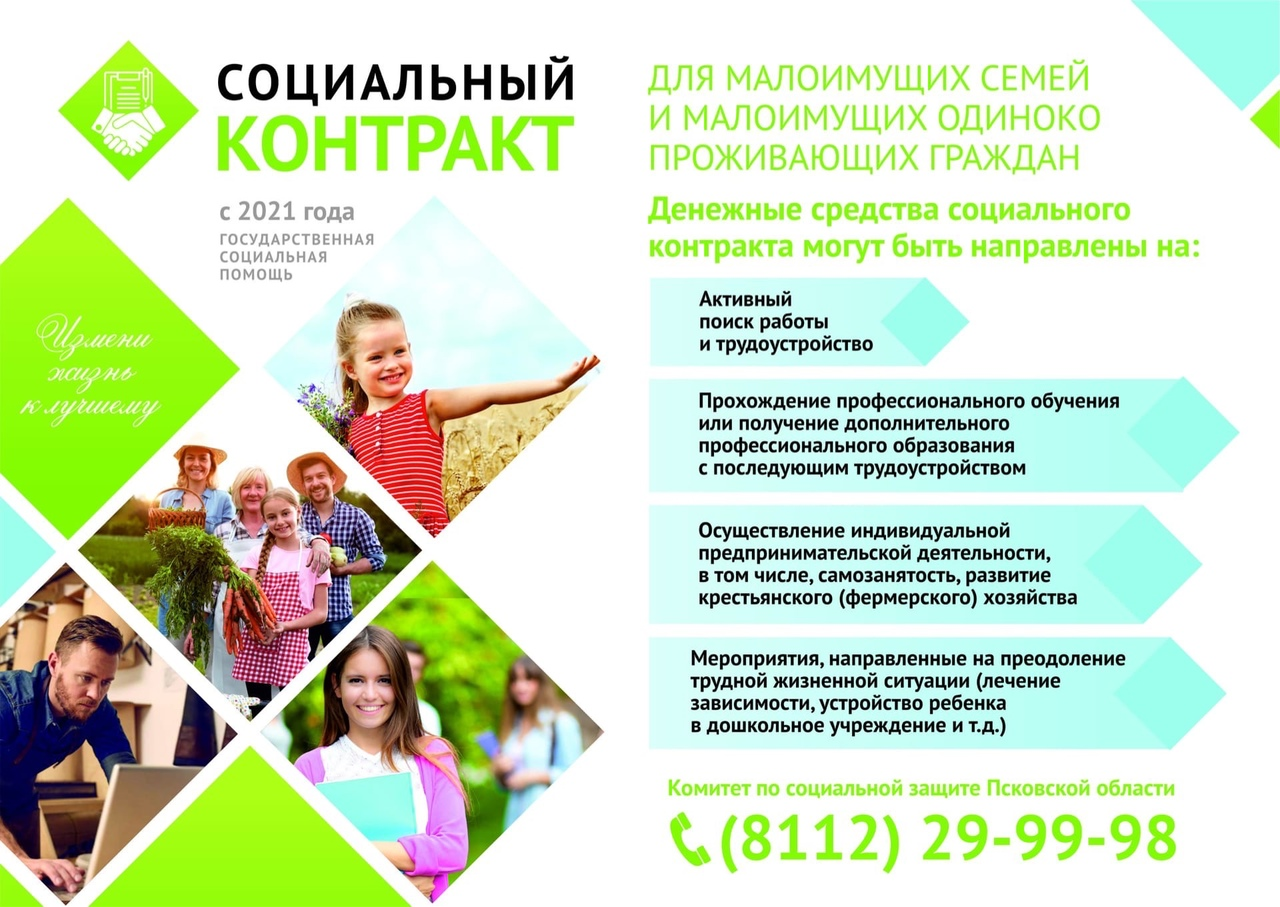 СОЦИАЛЬНЫЙ
КОНТРАКТ
с 2021 года
ГОСУДАРСТВЕННАЯ
СОЦИАЛЬНАЯ
ПОМОЩЬ
Измени
жизнь
к лучшему
ДЛЯ МАЛОИМУЩИХ СЕМЕЙ
И МАЛОИМУЩИХ ОДИНОКО
ПРОЖИВАЮЩИХ ГРАЖДАН
Денежные средства социального
контракта могут быть направлены на:
Активный
поиск работы
и трудоустройство
Прохождение профессионального обучения
или получение дополнительного
профессионального образования
с последующим трудоустройством
Осуществление индивидуальной
предпринимательской деятельности,
в том числе, самозанятость, развитие
крестьянского (фермерского) хозяйства
Мероприятия, направленные на преодоление
трудной жизненной ситуации (лечение
зависимости, устройство ребенка
в дошкольное учреждение и т.д.)
Комитет по социальной защите Псковской области
(8112) 29-99-98